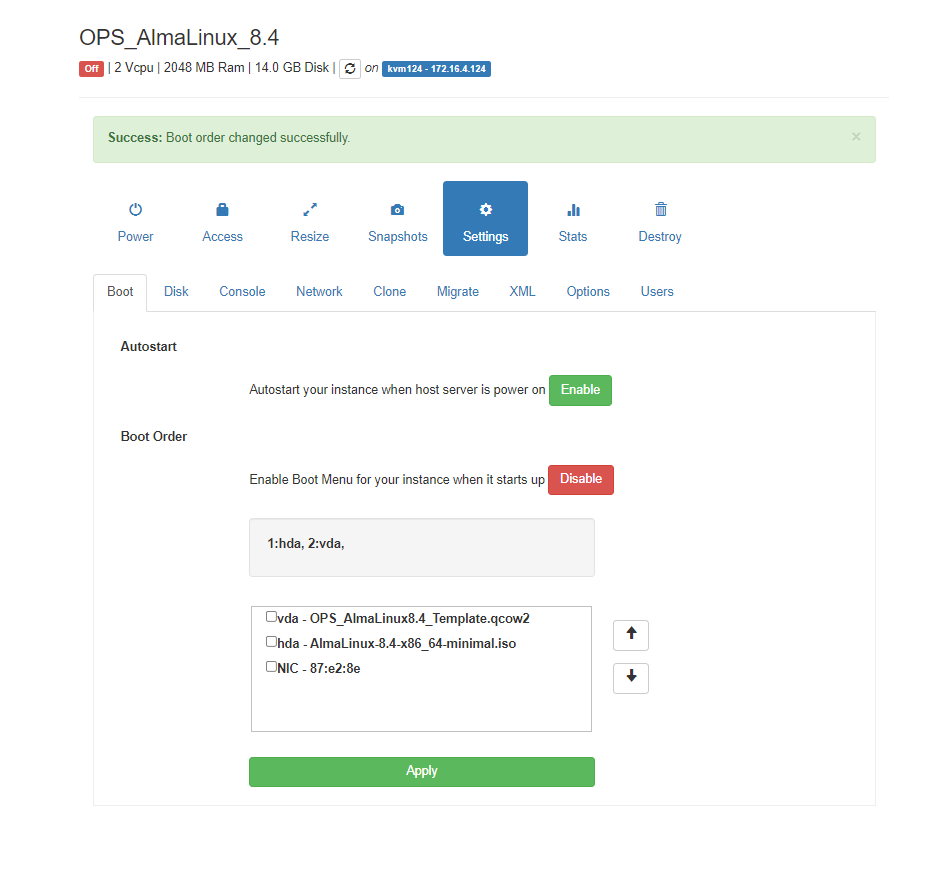 OPS_AlmaLinux_8.4
Off | 2 Vcpu | 2048 MB Ram | 14.0 GB Disk | on kvm124 - 172.16.4.124
Success: Boot order changed successfully. ×
Power Access Resize Snapshots Settings Stats Destroy
Boot Disk Console Network Clone Migrate XML Options Users
Autostart
Autostart your instance when host server is power on Enable
Boot Order
Enable Boot Menu for your instance when it starts up Disable
1:hda, 2:vda,
vda - OPS_AlmaLinux8.4_Template.qcow2
hda - AlmaLinux-8.4-x86_64-minimal.iso
NIC - 87:e2:8e
Apply